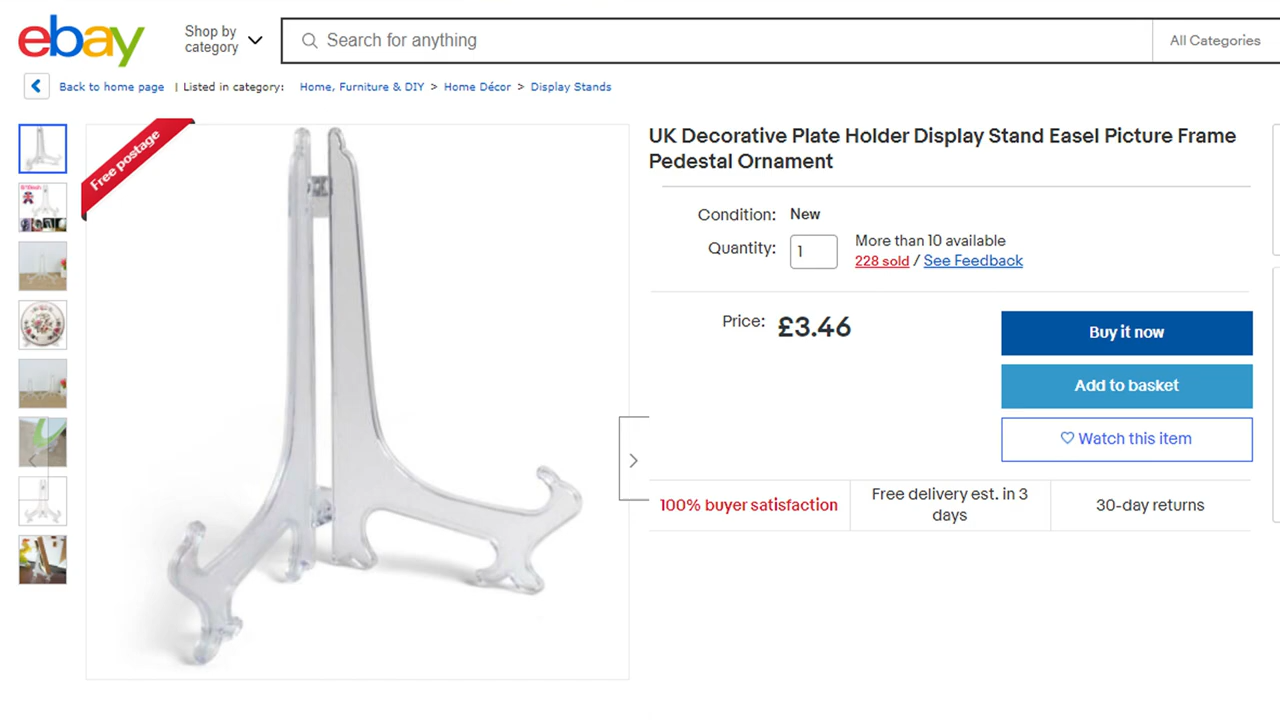 ebay
Shop by
category
Search for anything
All Categories
Back to home page | Listed in category: Home, Furniture & DIY > Home Décor > Display Stands
Free postage
UK Decorative Plate Holder Display Stand Easel Picture Frame
Pedestal Ornament
Condition: New
Quantity: 1
More than 10 available
228 sold / See Feedback
Price: £3.46
Buy it now
Add to basket
Watch this item
100% buyer satisfaction
Free delivery est. in 3
days
30-day returns